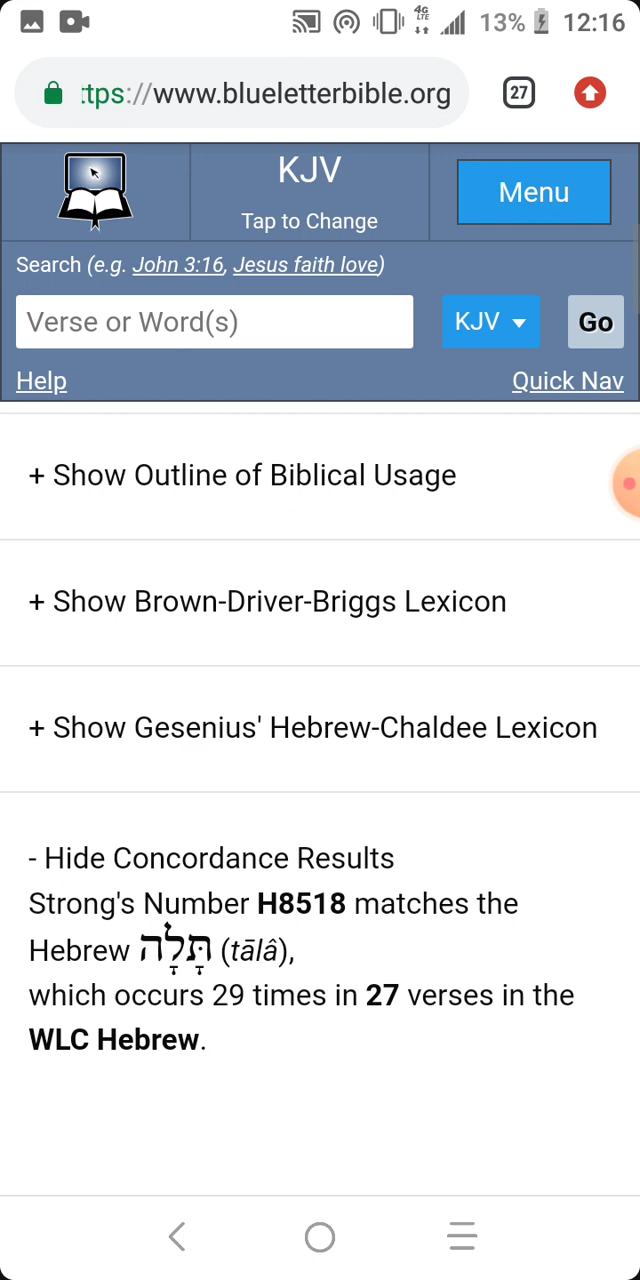 4G
LTE
13%
12:16
ttps://www.blueletterbible.org
27
KJV
Tap to Change
Menu
Search (e.g. John 3:16, Jesus faith love)
Verse or Word(s)
KJV
Go
Help
Quick Nav
+ Show Outline of Biblical Usage
+ Show Brown-Driver-Briggs Lexicon
+ Show Gesenius' Hebrew-Chaldee Lexicon
- Hide Concordance Results
Strong's Number H8518 matches the
Hebrew תָּלָה (tālâ),
which occurs 29 times in 27 verses in the
WLC Hebrew.